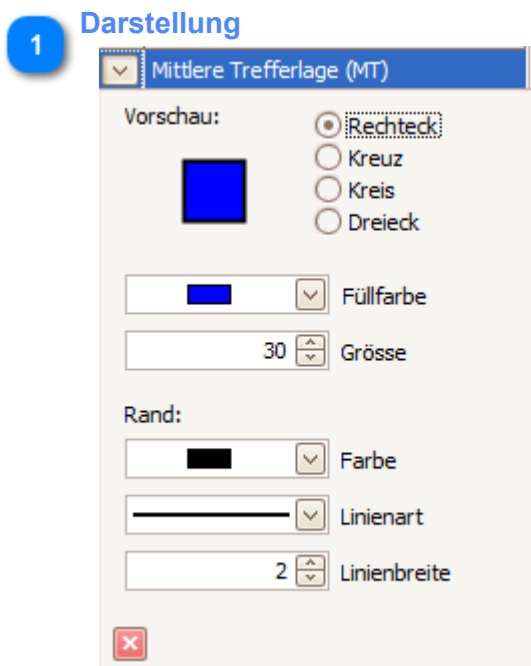 1
Darstellung
Mittlere Trefferlage (MT)
Vorschau:
Rechteck
Kreuz
Kreis
Dreieck
Füllfarbe
30 Grösse
Rand:
Farbe
Linienart
2 Linienbreite